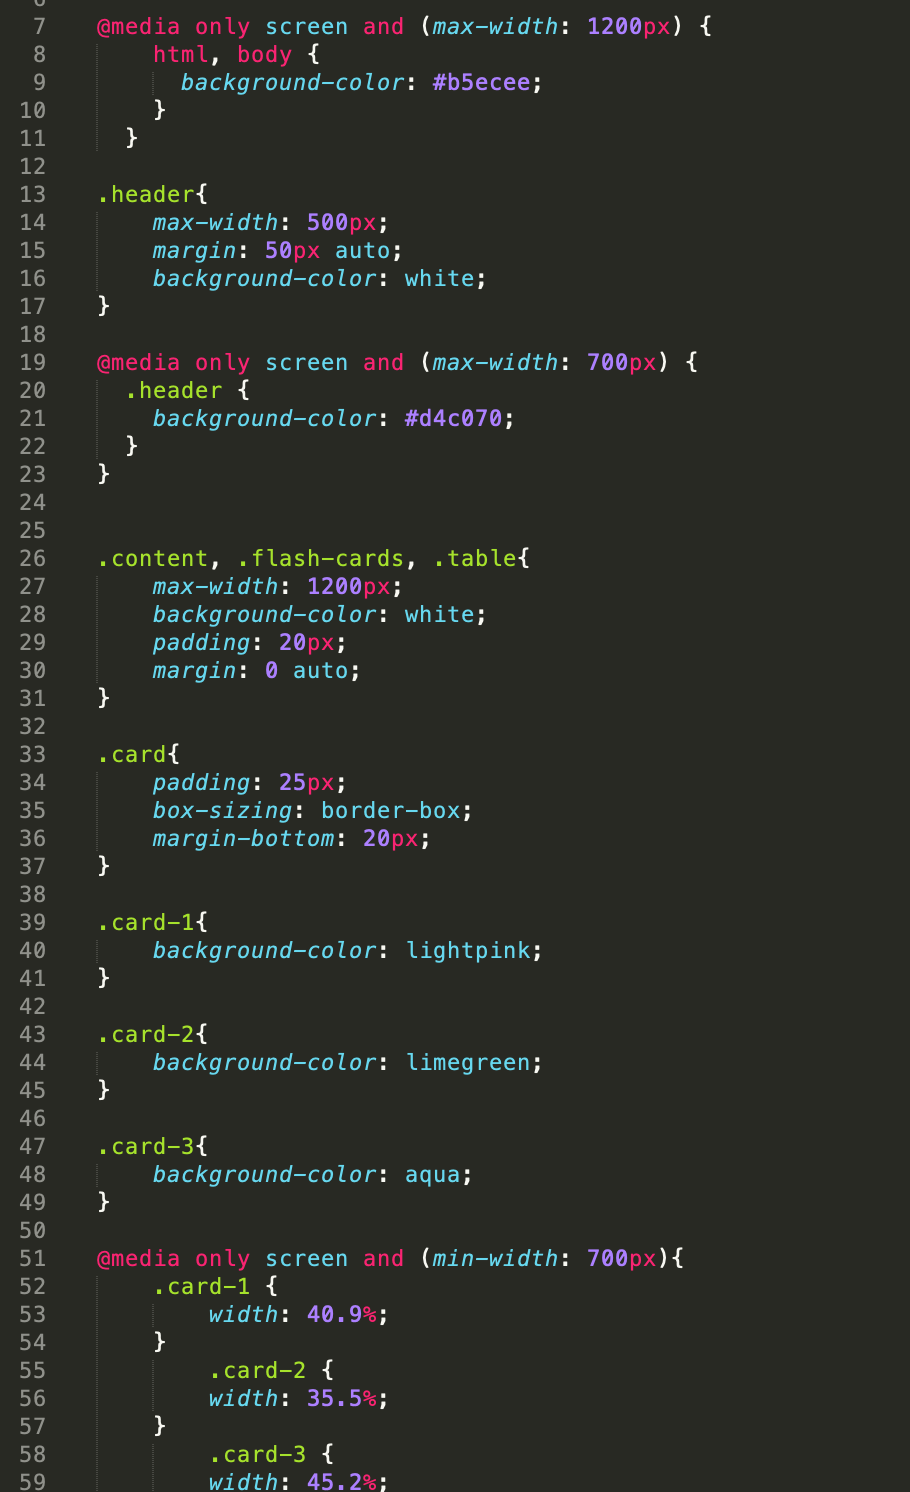 6
7 @media only screen and (max-width: 1200px) {
8 html, body {
9 background-color: #b5ecee;
10 }
11 }
12
13 .header{
14 max-width: 500px;
15 margin: 50px auto;
16 background-color: white;
17 }
18
19 @media only screen and (max-width: 700px) {
20 .header {
21 background-color: #d4c070;
22 }
23 }
24
25
26 .content, .flash-cards, .table{
27 max-width: 1200px;
28 background-color: white;
29 padding: 20px;
30 margin: 0 auto;
31 }
32
33 .card{
34 padding: 25px;
35 box-sizing: border-box;
36 margin-bottom: 20px;
37 }
38
39 .card-1{
40 background-color: lightpink;
41 }
42
43 .card-2{
44 background-color: limegreen;
45 }
46
47 .card-3{
48 background-color: aqua;
49 }
50
51 @media only screen and (min-width: 700px){
52 .card-1 {
53 width: 40.9%;
54 }
55 .card-2 {
56 width: 35.5%;
57 }
58 .card-3 {
59 width: 45.2%;